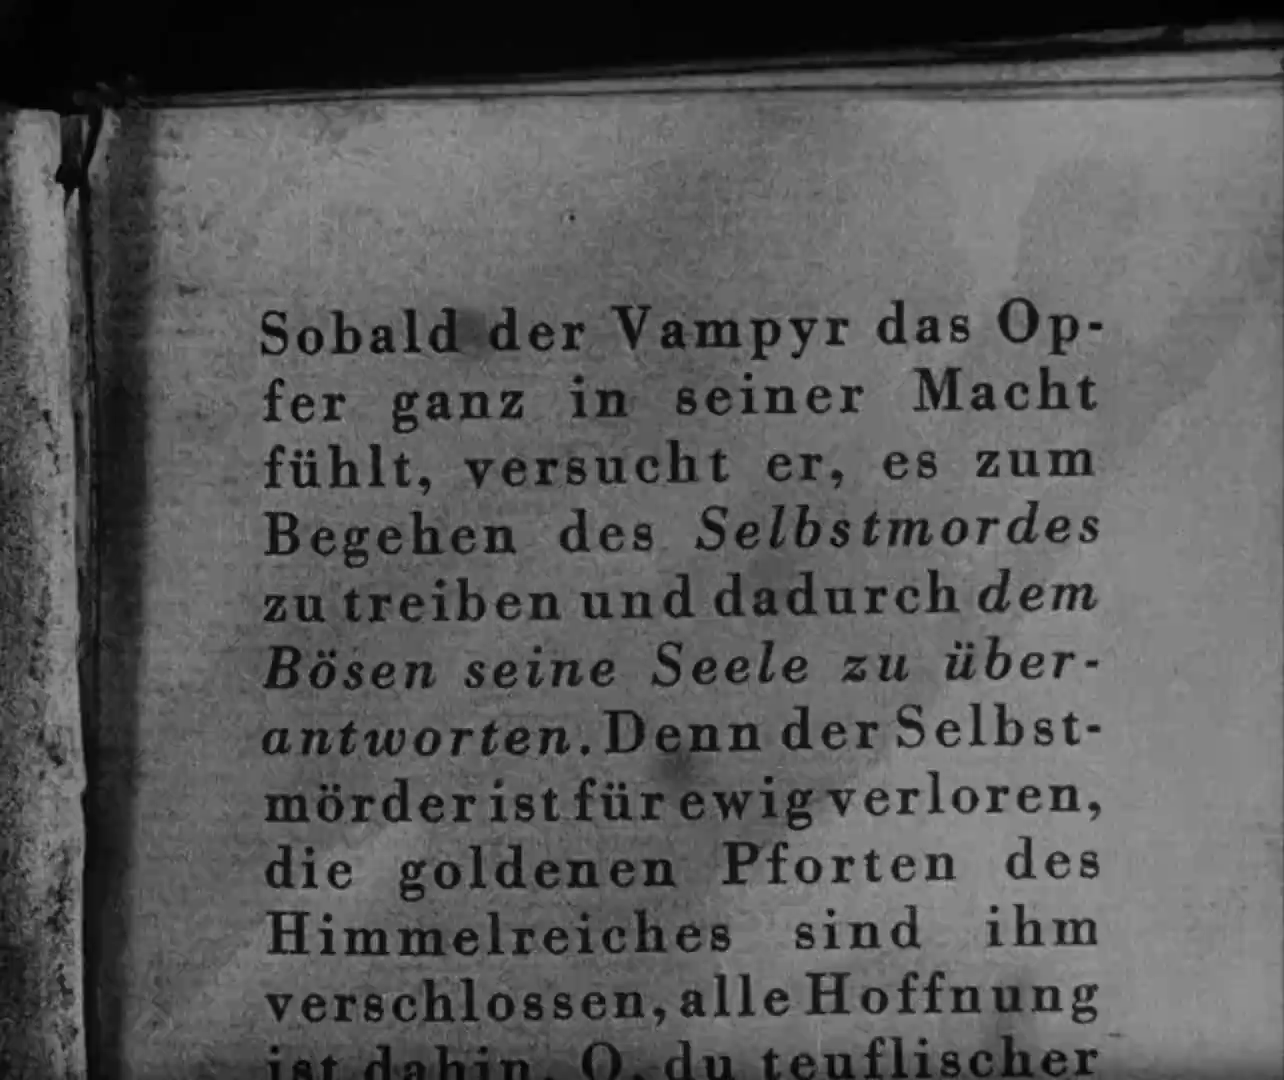 Sobald der Vampyr das Op-
fer ganz in seiner Macht
fühlt, versucht er, es zum
Begehen des Selbstmordes
zu treiben und dadurch dem
Bösen seine Seele zu über-
antworten. Denn der Selbst-
mörder ist für ewig verloren,
die goldenen Pforten des
Himmelreiches sind ihm
verschlossen, alle Hoffnung
ist dahin. O, du teuflischer